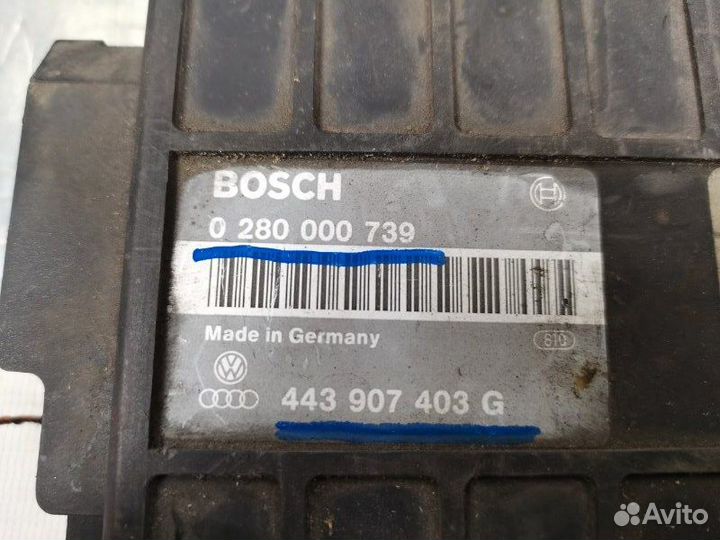 BOSCH
0 280 000 739
Made in Germany
443 907 403 G
Avito